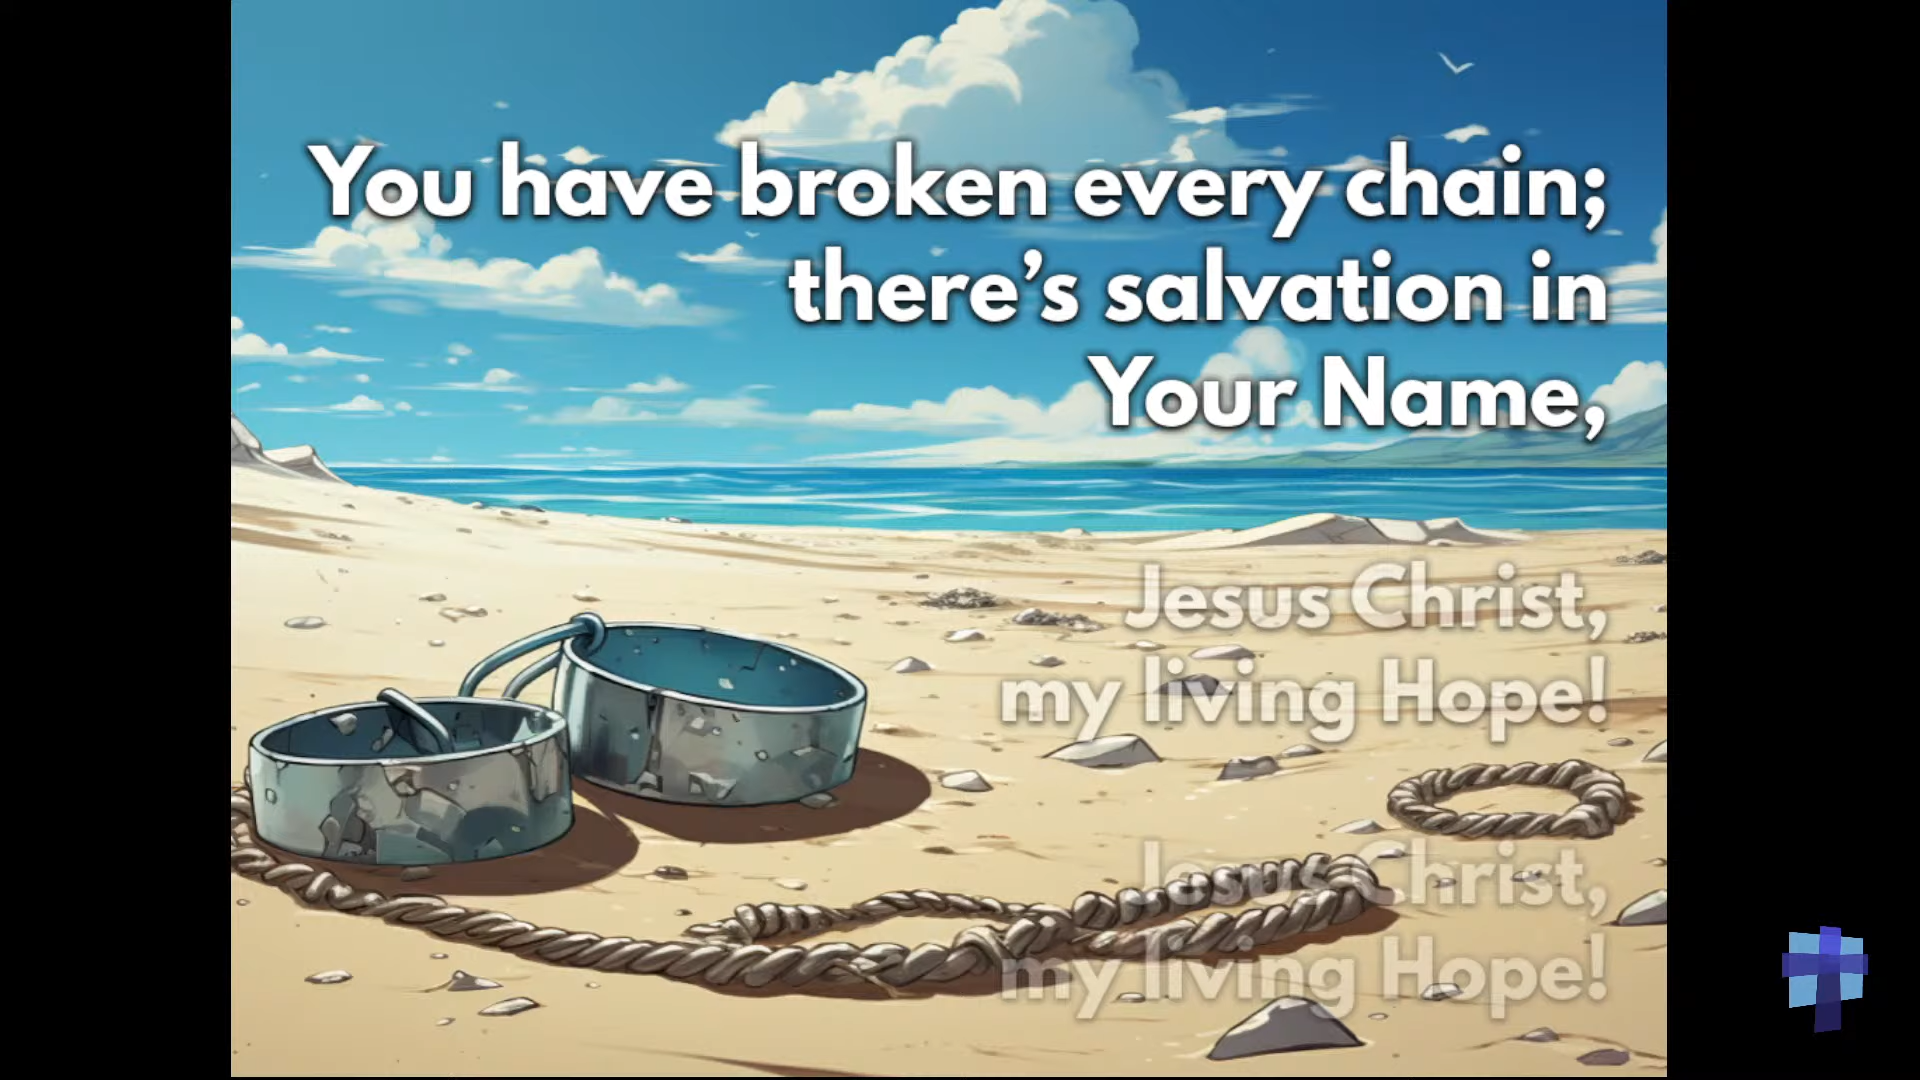 You have broken every chain;
there's salvation in
Your Name,
Jesus Christ,
my living Hope!
Jesus Christ,
my living Hope!